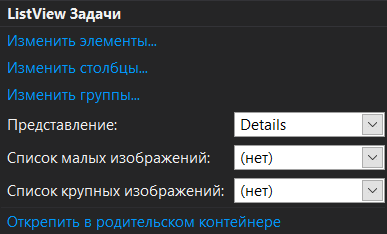 ListView Задачи
Изменить элементы...
Изменить столбцы...
Изменить группы...
Представление: Details
Список малых изображений: (нет)
Список крупных изображений: (нет)
Открепить в родительском контейнере